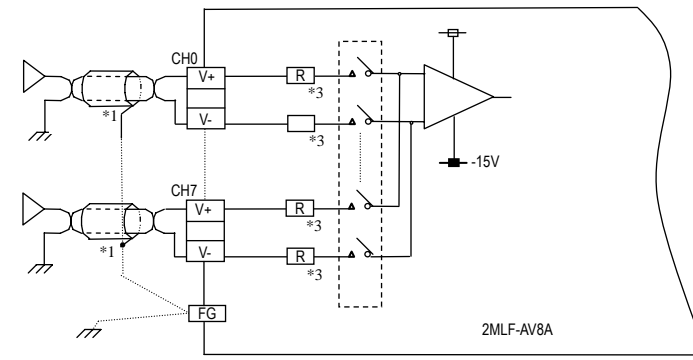 CH0
V+
R
*3
*1
V-
*3
-15V
CH7
V+
R
*3
*1
V-
R
*3
FG
2MLF-AV8A